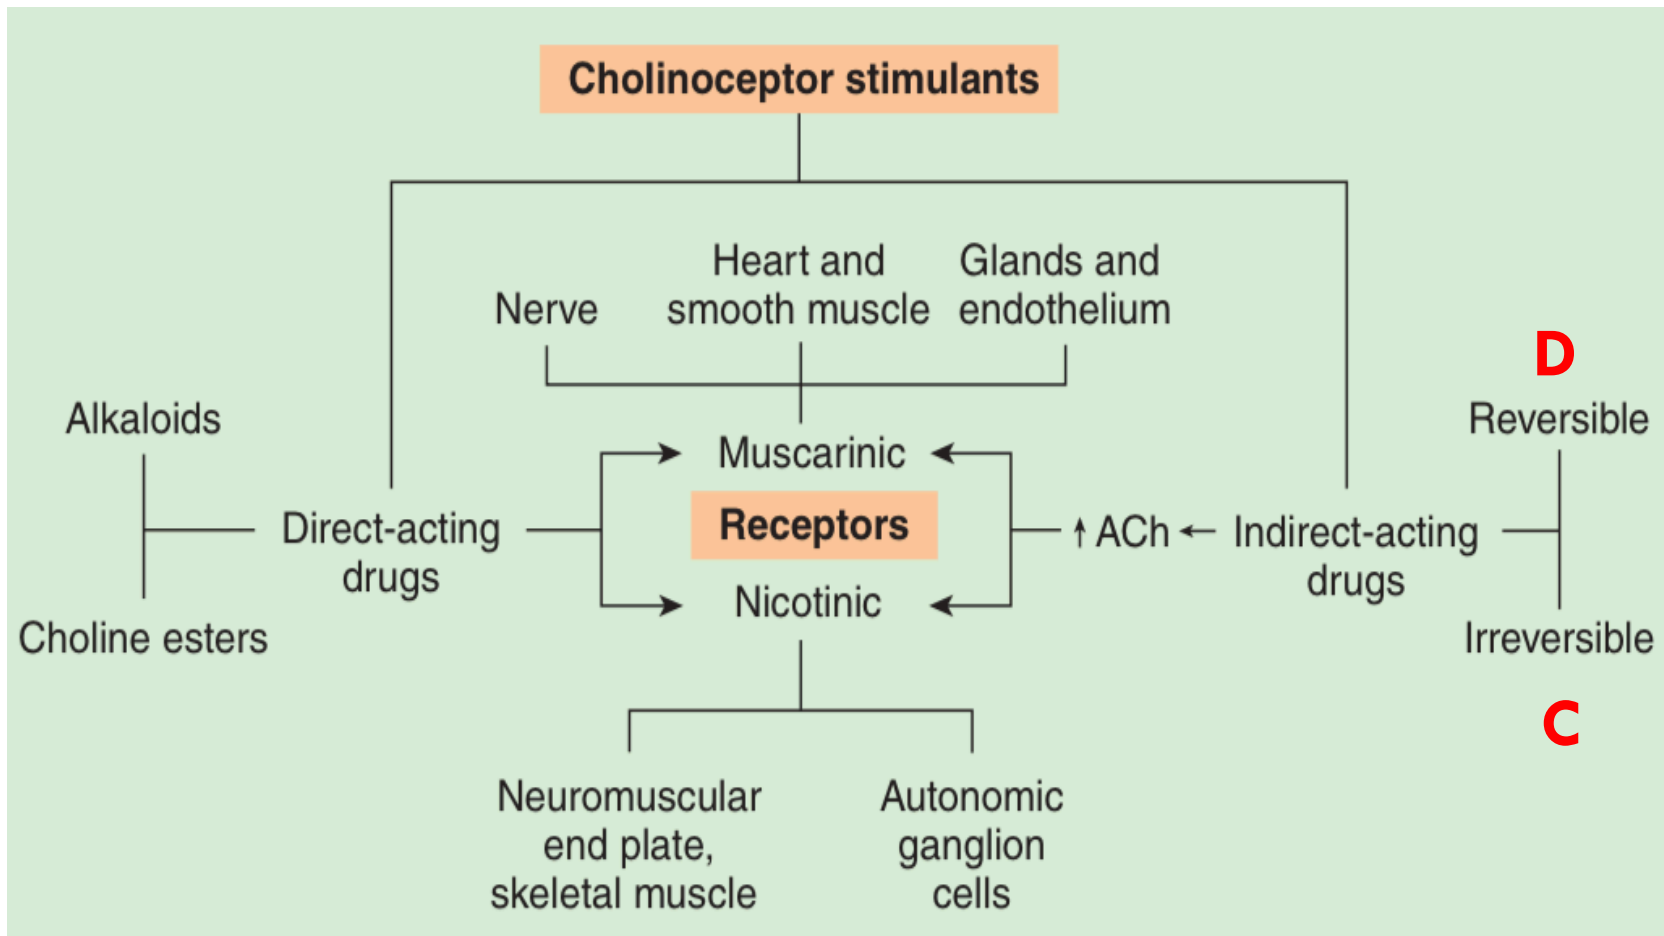 Cholinoceptor stimulants
Nerve
Heart and
smooth muscle
Glands and
endothelium
Alkaloids
Direct-acting
drugs
Choline esters
Muscarinic
Receptors
Nicotinic
↑ ACh ←
Indirect-acting
drugs
D
Reversible
Irreversible
C
Neuromuscular
end plate,
skeletal muscle
Autonomic
ganglion
cells